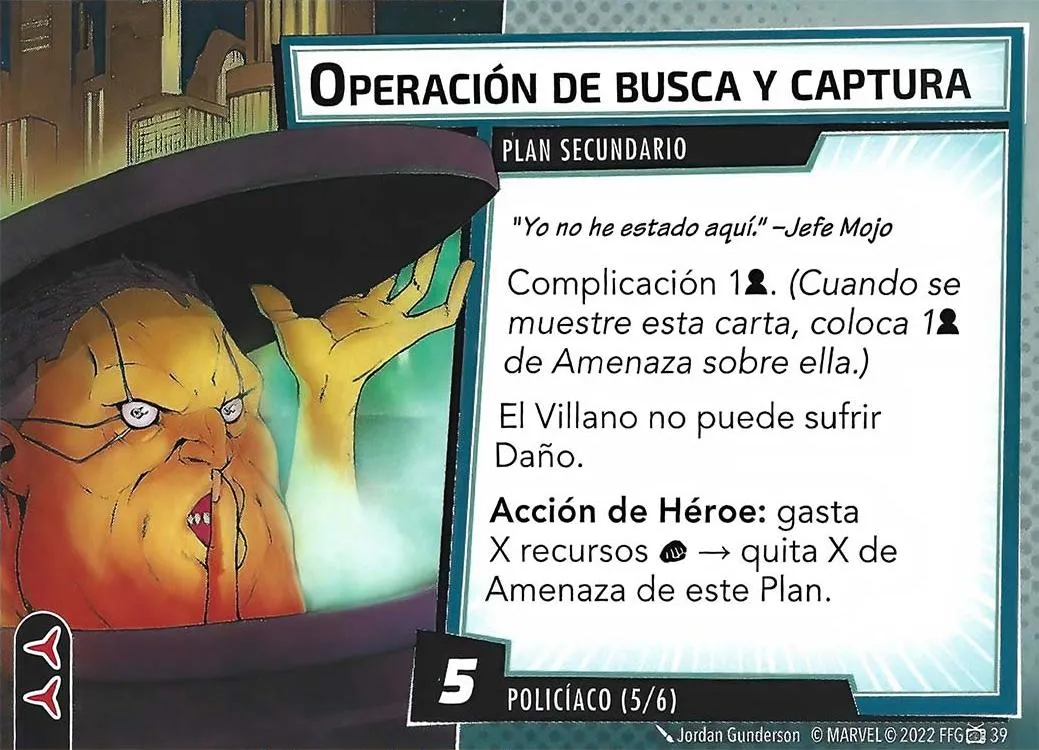 OPERACIÓN DE BUSCA Y CAPTURA
PLAN SECUNDARIO
"Yo no he estado aquí." –Jefe Mojo
Complicación 1. (Cuando se
muestre esta carta, coloca 1
de Amenaza sobre ella.)
El Villano no puede sufrir
Daño.
Acción de Héroe: gasta
X recursos → quita X de
Amenaza de este Plan.
5
POLICÍACO (5/6)
Jordan Gunderson © MARVEL © 2022 FFG 39